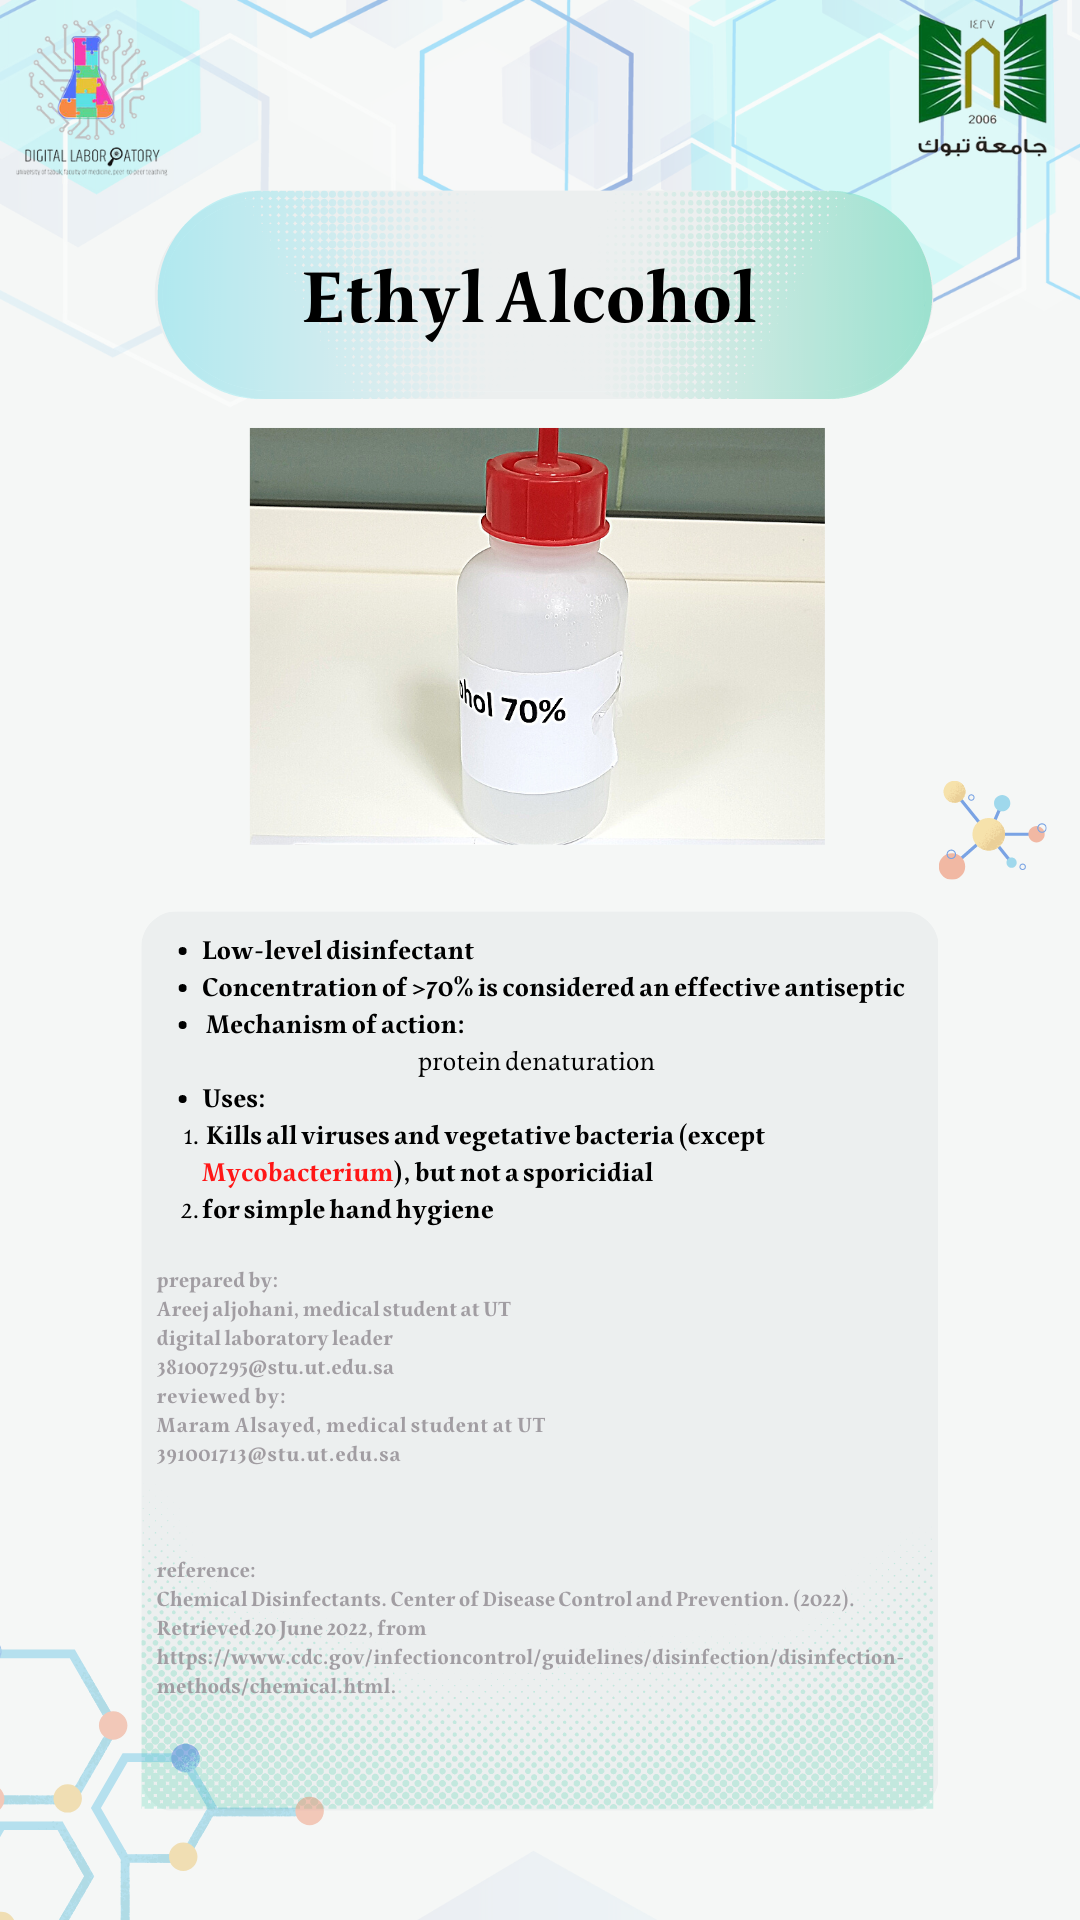 DIGITAL LABORATORY
university of tabuk, faculty of medicine, peer-to-peer teaching
١٤٢٧
2006
جامعة تبوك
Ethyl Alcohol
ohol 70%
• Low-level disinfectant
• Concentration of >70% is considered an effective antiseptic
• Mechanism of action:
protein denaturation
• Uses:
1. Kills all viruses and vegetative bacteria (except
Mycobacterium), but not a sporicidial
2. for simple hand hygiene
prepared by:
Areej aljohani, medical student at UT
digital laboratory leader
381007295@stu.ut.edu.sa
reviewed by:
Maram Alsayed, medical student at UT
391001713@stu.ut.edu.sa
reference:
Chemical Disinfectants. Center of Disease Control and Prevention. (2022).
Retrieved 20 June 2022, from
https://www.cdc.gov/infectioncontrol/guidelines/disinfection/disinfection-
methods/chemical.html.